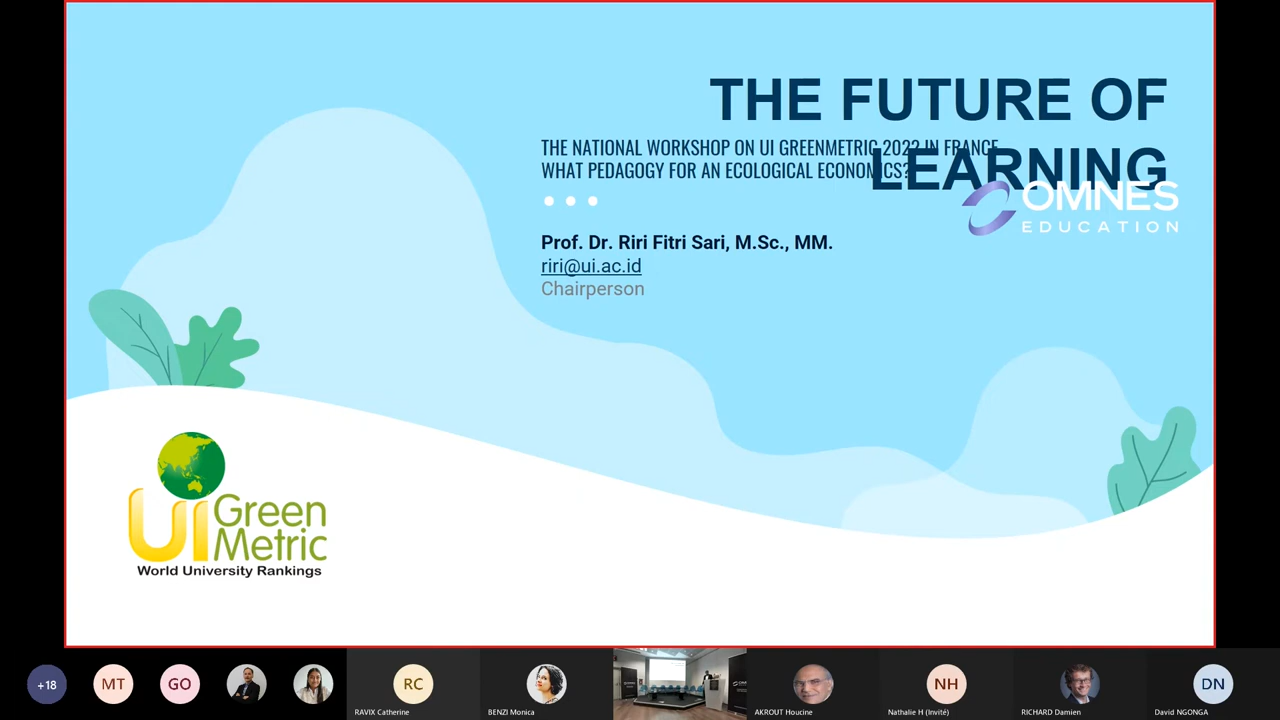 THE FUTURE OF
LEARNING
THE NATIONAL WORKSHOP ON UI GREENMETRIC 2022 IN FRANCE
WHAT PEDAGOGY FOR AN ECOLOGICAL ECONOMICS?
OMNES
EDUCATION
Prof. Dr. Riri Fitri Sari, M.Sc., MM.
riri@ui.ac.id
Chairperson
UI Green
Metric
World University Rankings
+18
MT
GO
RC
RAVIX Catherine
BENZI Monica
AKROUT Houcine
NH
Nathalie H (Invité)
RICHARD Damien
DN
David NGONGA